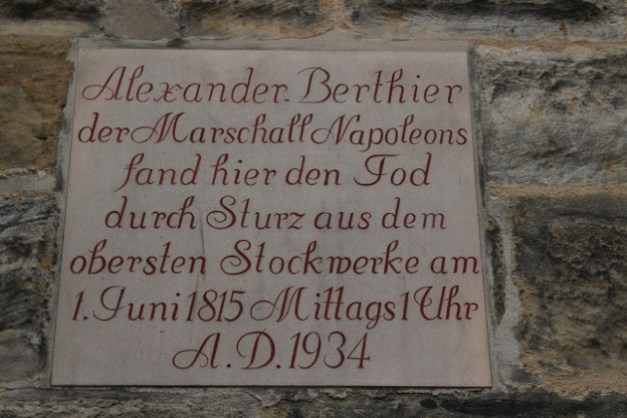 Alexander Berthier
der Marschall Napoleons
fand hier den Tod
durch Sturz aus dem
obersten Stockwerke am
1. Juni 1815 Mittags 1 Uhr
A.D. 1934